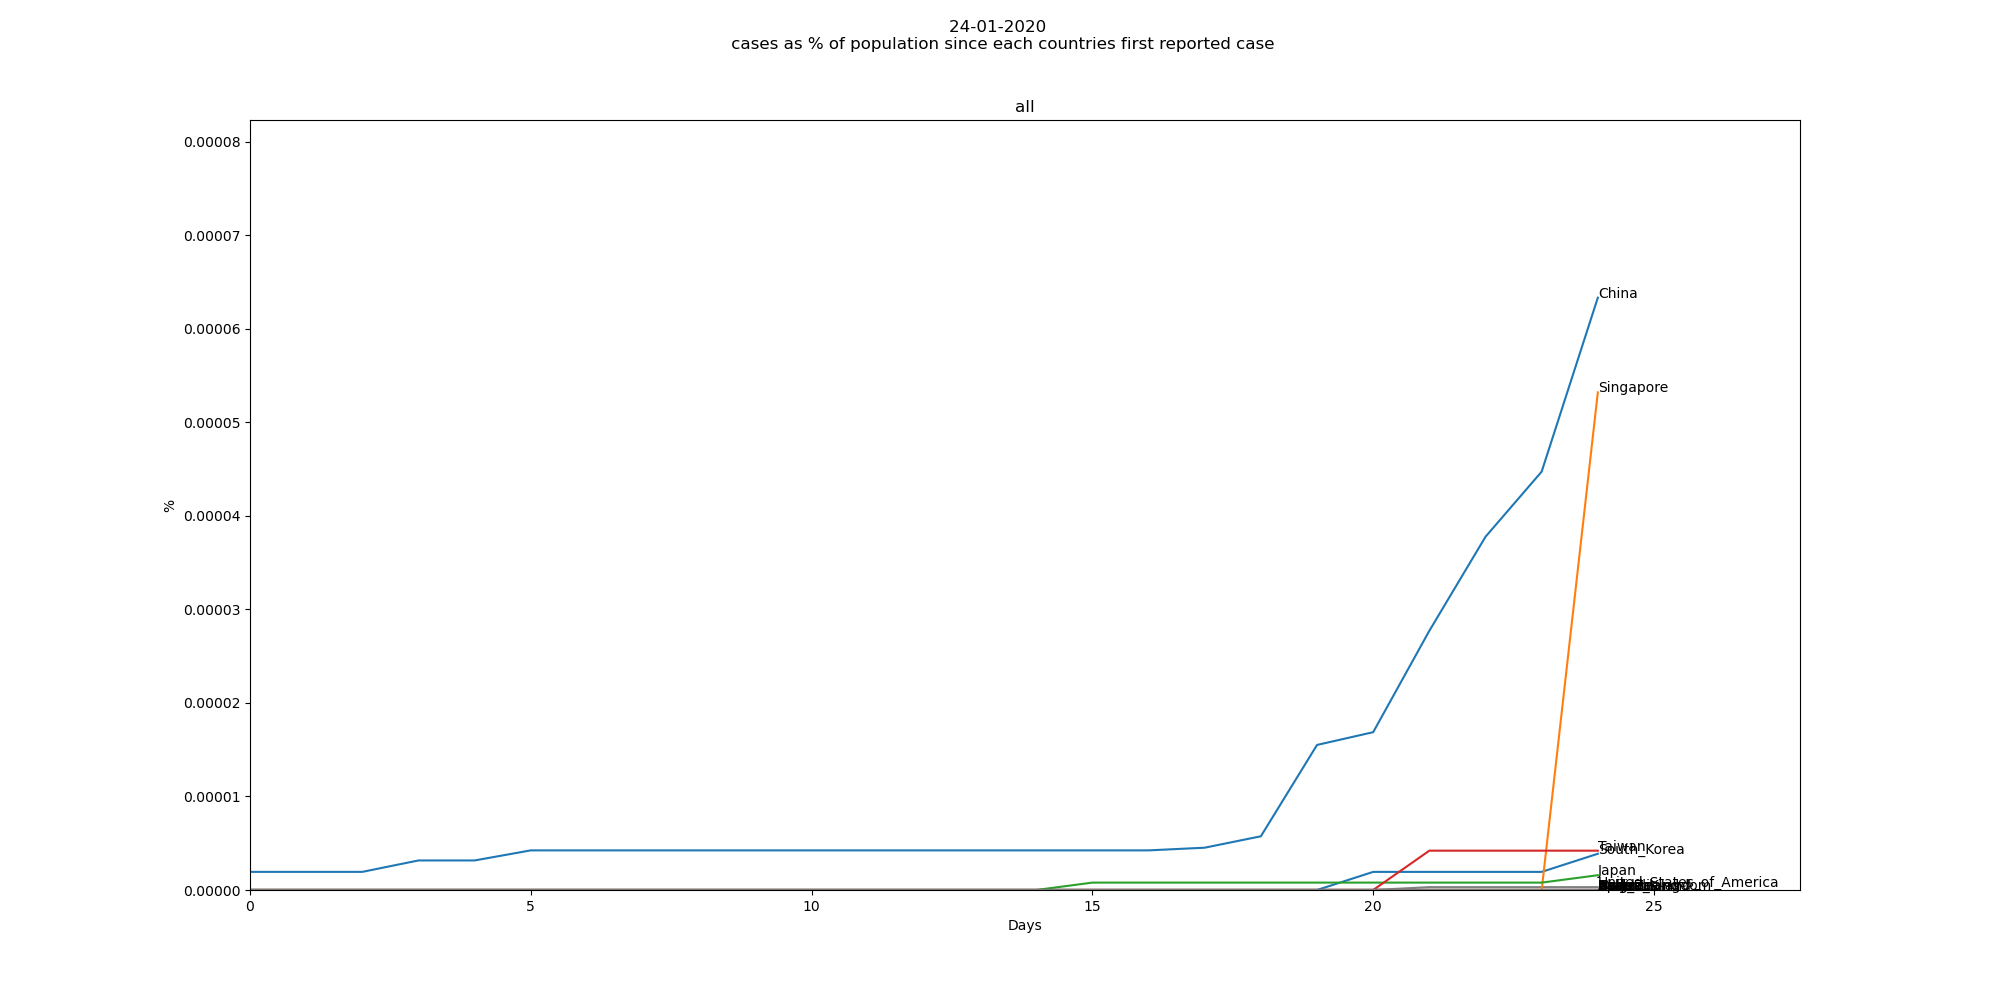 24-01-2020
cases as % of population since each countries first reported case
all
0.00008
0.00007
0.00006
0.00005
0.00004
0.00003
0.00002
0.00001
0.00000
%
China
Singapore
Taiwan
South_Korea
Japan
United_States_of_America
0
5
10
15
20
25
Days